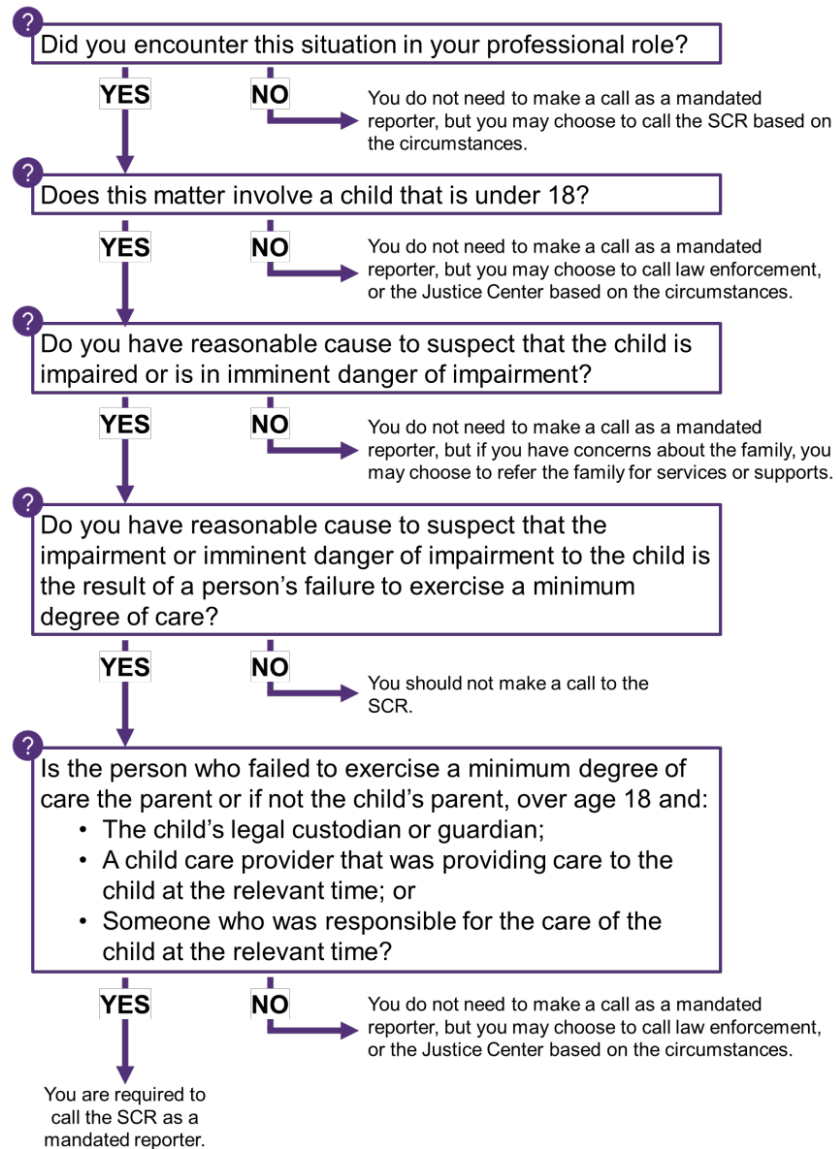 ?
Did you encounter this situation in your professional role?
YES
NO
You do not need to make a call as a mandated
reporter, but you may choose to call the SCR based on
the circumstances.
?
Does this matter involve a child that is under 18?
YES
NO
You do not need to make a call as a mandated
reporter, but you may choose to call law enforcement,
or the Justice Center based on the circumstances.
?
Do you have reasonable cause to suspect that the child is
impaired or is in imminent danger of impairment?
YES
NO
You do not need to make a call as a mandated
reporter, but if you have concerns about the family, you
may choose to refer the family for services or supports.
?
Do you have reasonable cause to suspect that the
impairment or imminent danger of impairment to the child is
the result of a person's failure to exercise a minimum
degree of care?
YES
NO
You should not make a call to the
SCR.
?
Is the person who failed to exercise a minimum degree of
care the parent or if not the child's parent, over age 18 and:
• The child's legal custodian or guardian;
• A child care provider that was providing care to the
child at the relevant time; or
• Someone who was responsible for the care of the
child at the relevant time?
YES
NO
You do not need to make a call as a mandated
reporter, but you may choose to call law enforcement,
or the Justice Center based on the circumstances.
You are required to
call the SCR as a
mandated reporter.